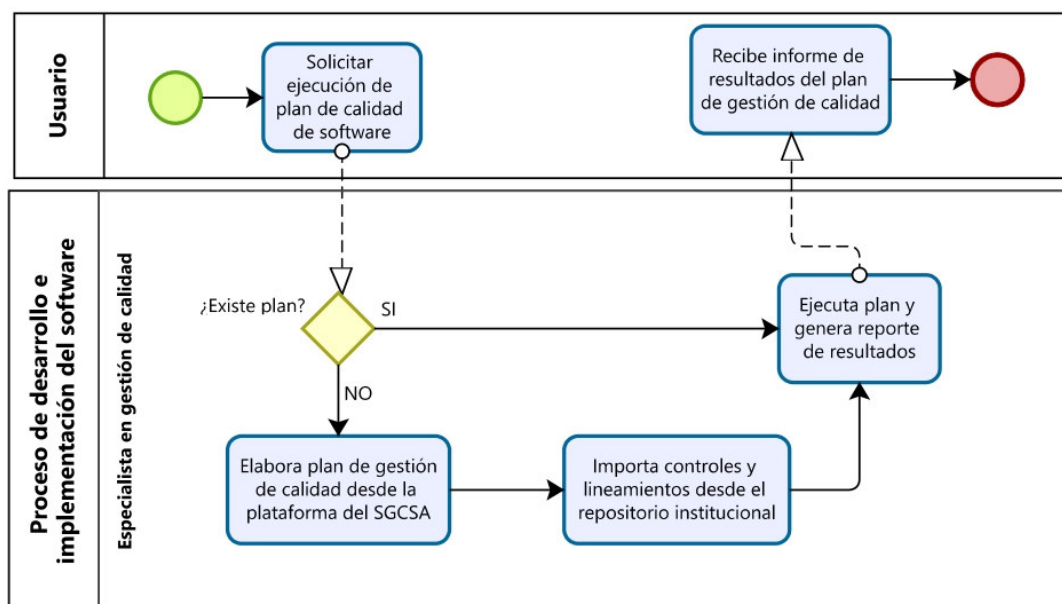 Usuario
Solicitar
ejecución de
plan de calidad
de software
Recibe informe de
resultados del plan
de gestión de calidad
Proceso de desarrollo e
implementación del software
Especialista en gestión de calidad
¿Existe plan?
SI
NO
Ejecuta plan y
genera reporte
de resultados
Elabora plan de gestión
de calidad desde la
plataforma del SGCSA
Importa controles y
lineamientos desde el
repositorio institucional